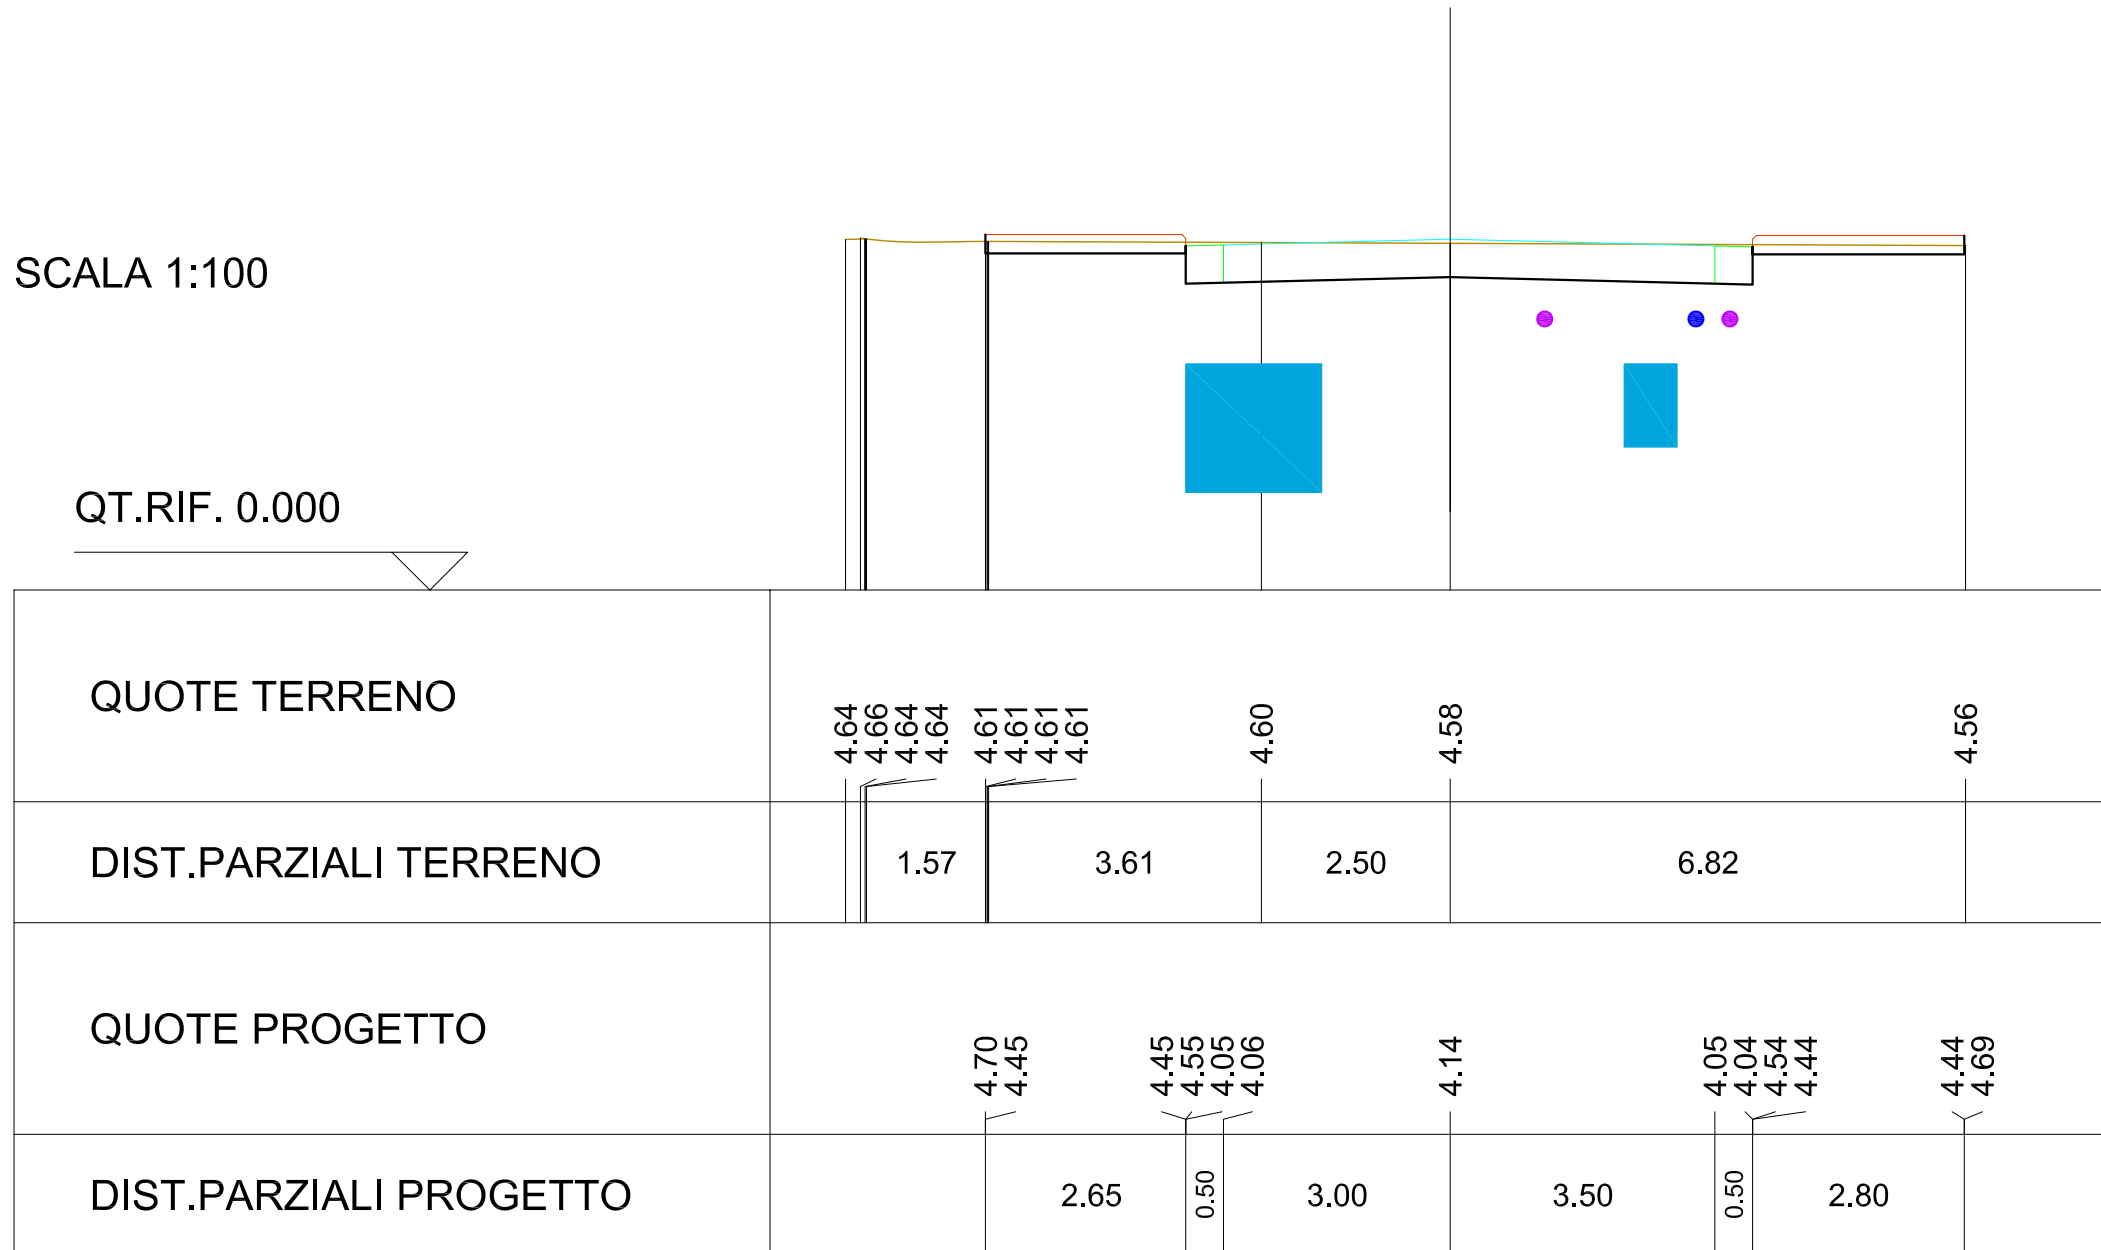 SCALA 1:100
QT.RIF. 0.000
QUOTE TERRENO
4.64 4.66 4.64 4.64 4.61 4.61 4.61 4.61 4.60 4.58 4.56
DIST.PARZIALI TERRENO
1.57 3.61 2.50 6.82
QUOTE PROGETTO
4.70 4.45 4.45 4.55 4.05 4.06 4.14 4.05 4.04 4.54 4.44 4.44 4.69
DIST.PARZIALI PROGETTO
2.65 0.50 3.00 3.50 0.50 2.80